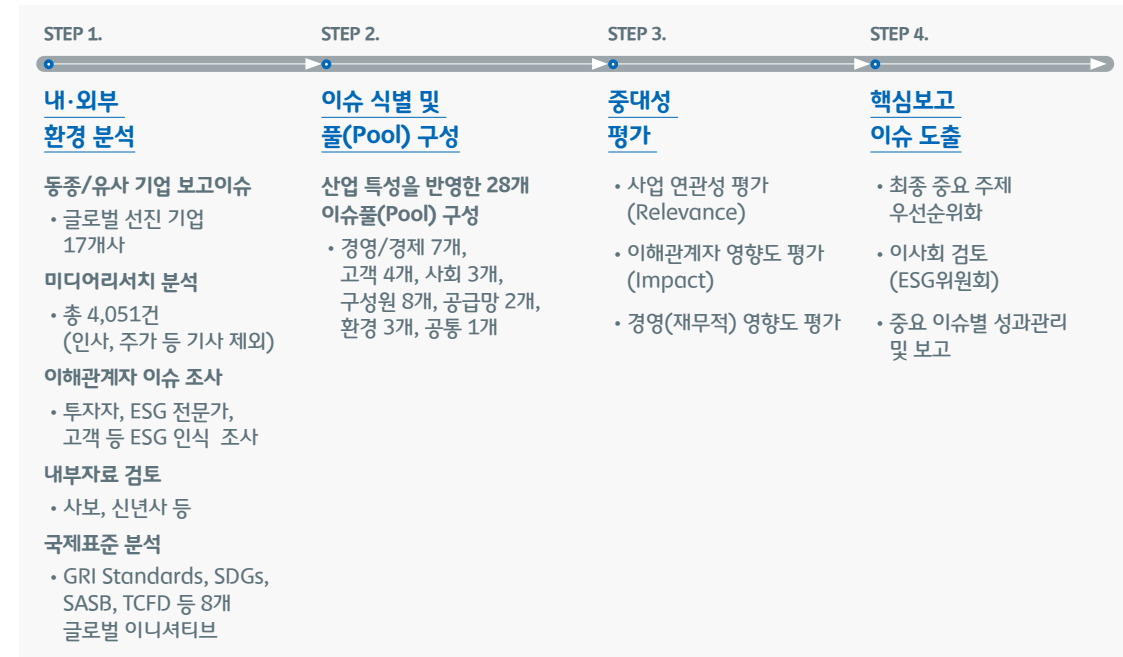 STEP 1.
내·외부
환경 분석
동종/유사 기업 보고이슈
• 글로벌 선진 기업
17개사
미디어리서치 분석
• 총 4,051건
(인사, 주가 등 기사 제외)
이해관계자 이슈 조사
• 투자자, ESG 전문가,
고객 등 ESG 인식 조사
내부자료 검토
• 사보, 신년사 등
국제표준 분석
• GRI Standards, SDGs,
SASB, TCFD 등 8개
글로벌 이니셔티브
STEP 2.
이슈 식별 및
풀(Pool) 구성
산업 특성을 반영한 28개
이슈풀(Pool) 구성
• 경영/경제 7개,
고객 4개, 사회 3개,
구성원 8개, 공급망 2개,
환경 3개, 공통 1개
STEP 3.
중대성
평가
• 사업 연관성 평가
(Relevance)
• 이해관계자 영향도 평가
(Impact)
• 경영(재무적) 영향도 평가
STEP 4.
핵심보고
이슈 도출
• 최종 중요 주제
우선순위화
• 이사회 검토
(ESG위원회)
• 중요 이슈별 성과관리
및 보고